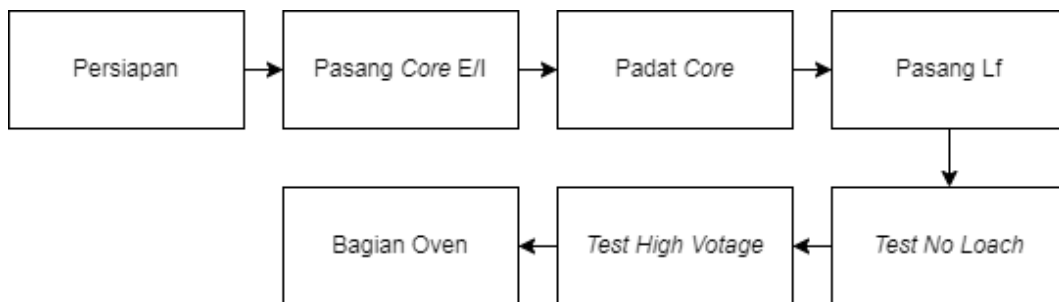 Persiapan
Pasang Core E/I
Padat Core
Pasang Lf
Test No Loach
Test High Votage
Bagian Oven